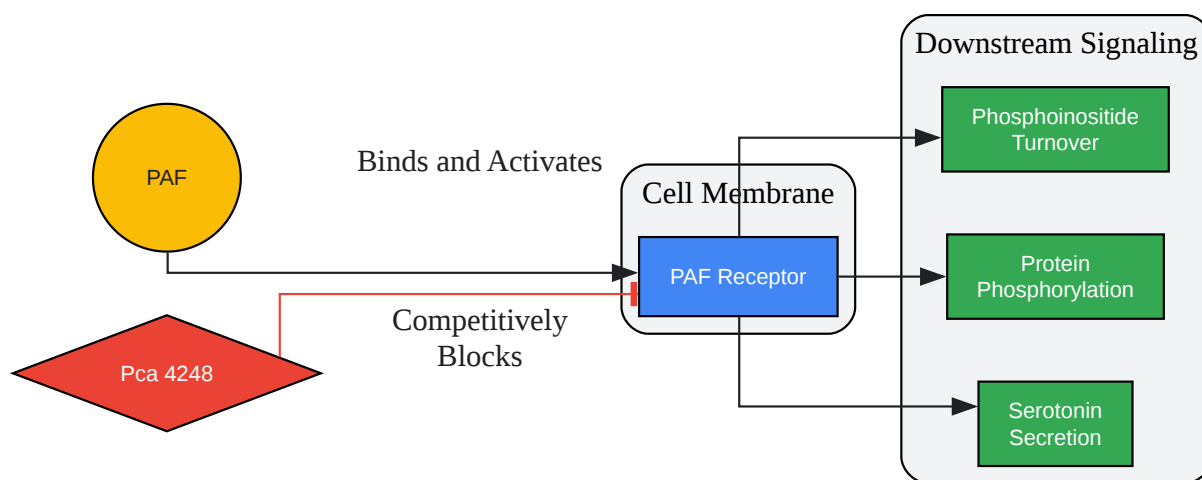 Downstream Signaling
Phosphoinositide
Turnover
PAF
Binds and Activates
Cell Membrane
PAF Receptor
Protein
Phosphorylation
Competitively
Blocks
Pca 4248
Serotonin
Secretion